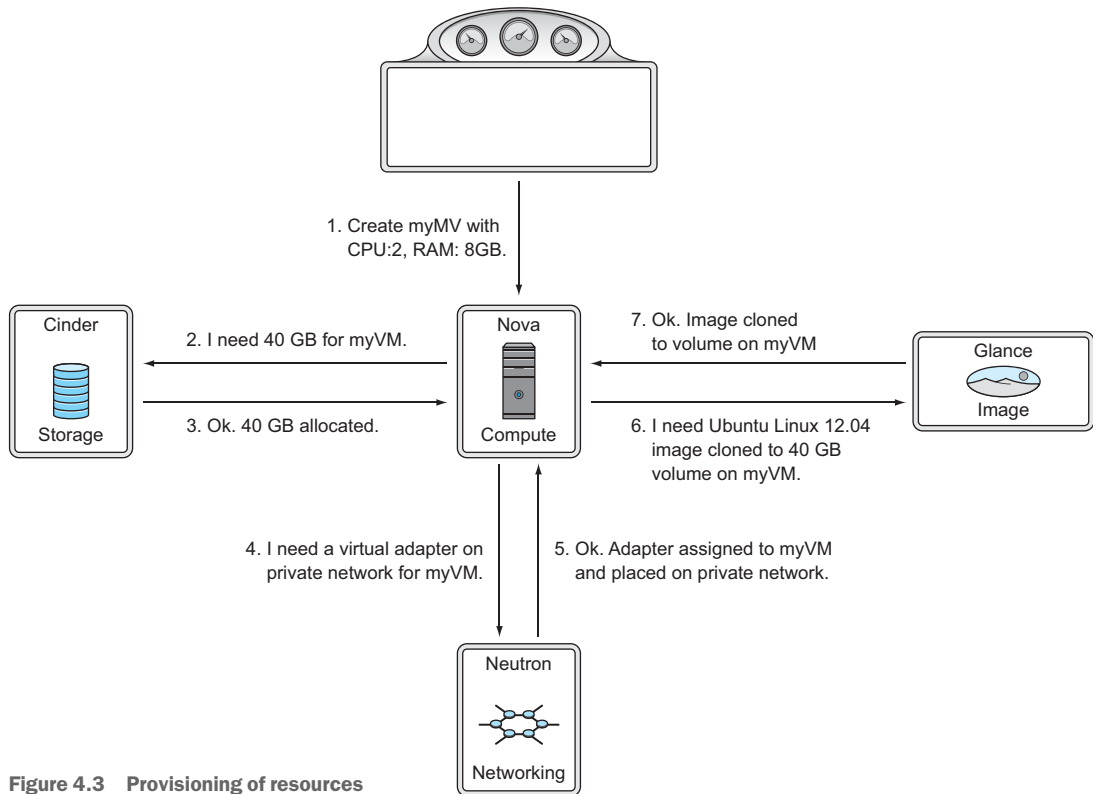 1. Create myMV with
CPU:2, RAM: 8GB.
Cinder
Storage
2. I need 40 GB for myVM.
3. Ok. 40 GB allocated.
Nova
Compute
7. Ok. Image cloned
to volume on myVM
Glance
Image
6. I need Ubuntu Linux 12.04
image cloned to 40 GB
volume on myVM.
4. I need a virtual adapter on
private network for myVM.
5. Ok. Adapter assigned to myVM
and placed on private network.
Neutron
Networking
Figure 4.3 Provisioning of resources